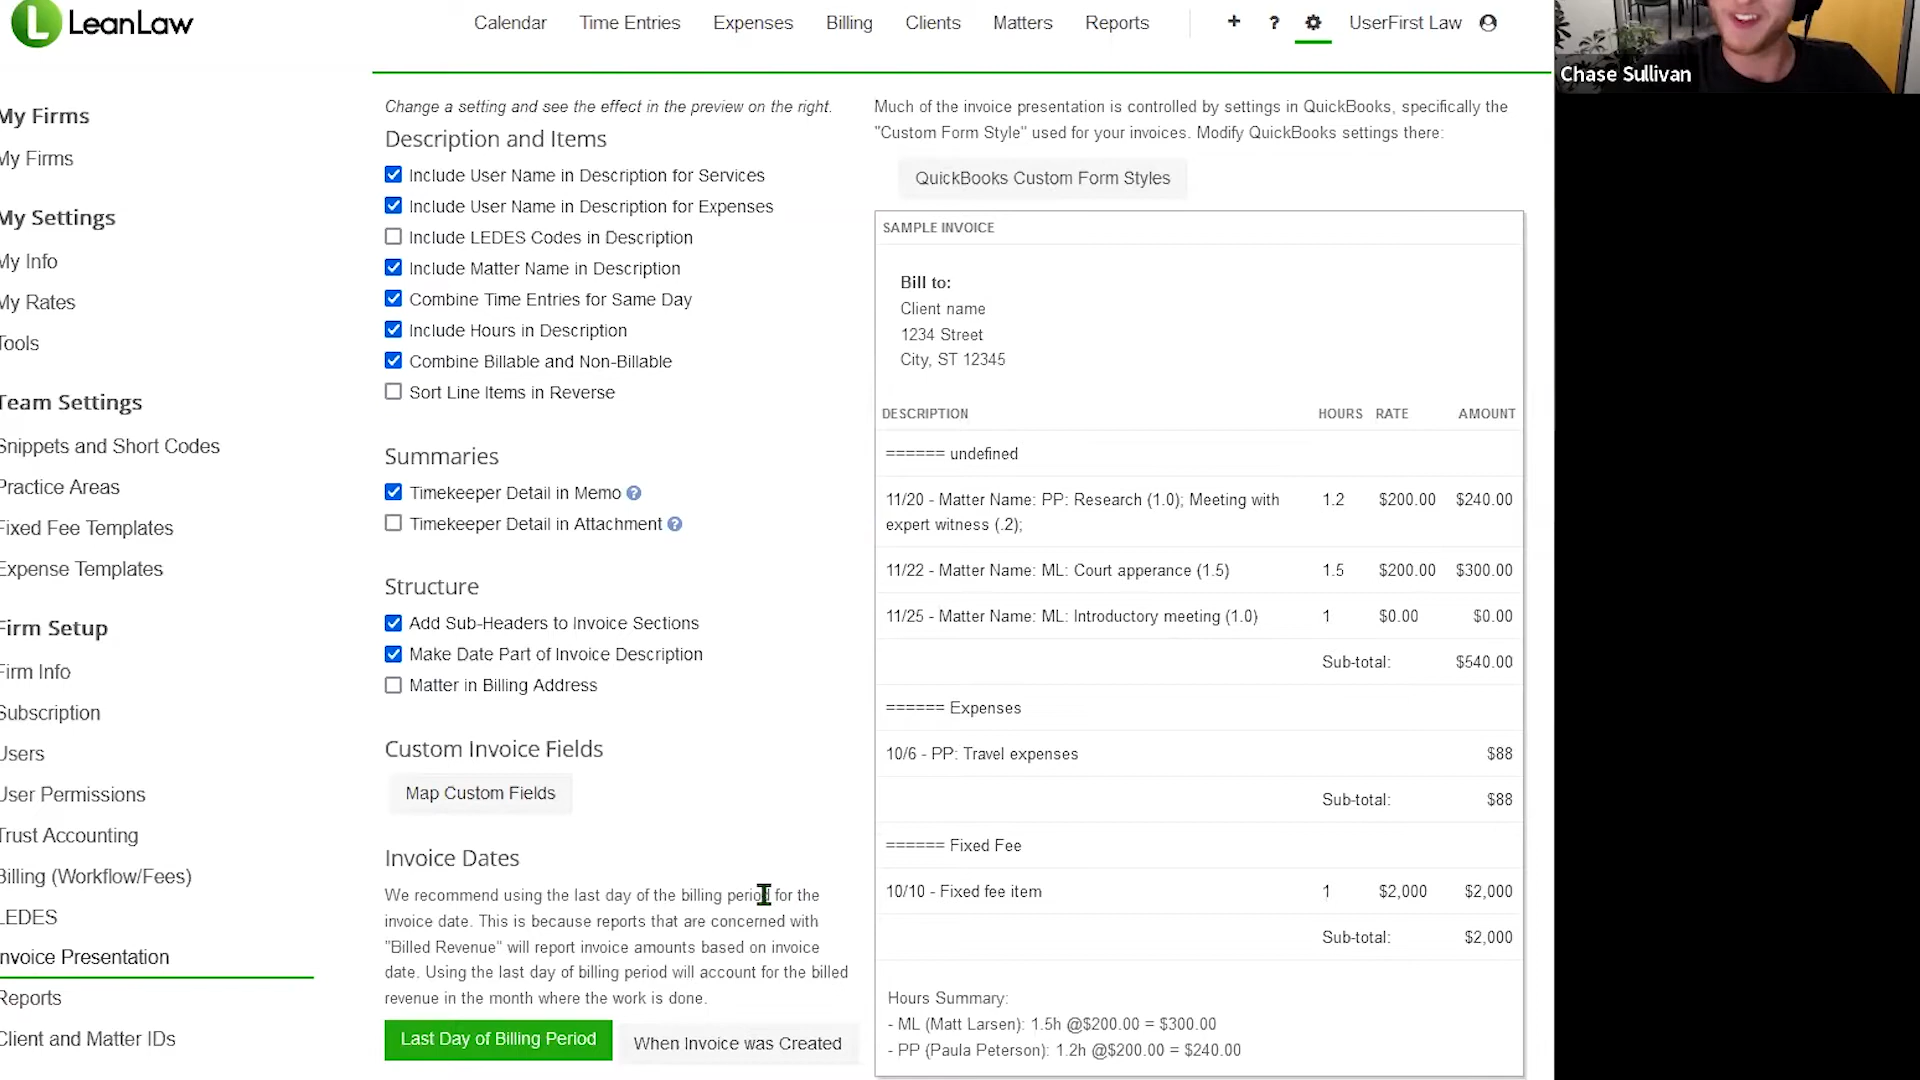 LeanLaw
Calendar Time Entries Expenses Billing Clients Matters Reports + ? UserFirst Law
Chase Sullivan
My Firms
My Firms
My Settings
My Info
My Rates
Tools
Team Settings
Snippets and Short Codes
Practice Areas
Fixed Fee Templates
Expense Templates
Firm Setup
Firm Info
Subscription
Users
User Permissions
Trust Accounting
Billing (Workflow/Fees)
LEDES
Invoice Presentation
Reports
Client and Matter IDs
Change a setting and see the effect in the preview on the right.
Description and Items
Include User Name in Description for Services
Include User Name in Description for Expenses
Include LEDES Codes in Description
Include Matter Name in Description
Combine Time Entries for Same Day
Include Hours in Description
Combine Billable and Non-Billable
Sort Line Items in Reverse
Summaries
Timekeeper Detail in Memo ?
Timekeeper Detail in Attachment ?
Structure
Add Sub-Headers to Invoice Sections
Make Date Part of Invoice Description
Matter in Billing Address
Custom Invoice Fields
Map Custom Fields
Invoice Dates
We recommend using the last day of the billing period for the
invoice date. This is because reports that are concerned with
"Billed Revenue" will report invoice amounts based on invoice
date. Using the last day of billing period will account for the billed
revenue in the month where the work is done.
Last Day of Billing Period When Invoice was Created
Much of the invoice presentation is controlled by settings in QuickBooks, specifically the
"Custom Form Style" used for your invoices. Modify QuickBooks settings there:
QuickBooks Custom Form Styles
SAMPLE INVOICE
Bill to:
Client name
1234 Street
City, ST 12345
DESCRIPTION HOURS RATE AMOUNT
====== undefined
11/20 - Matter Name: PP: Research (1.0); Meeting with 1.2 $200.00 $240.00
expert witness (.2);
11/22 - Matter Name: ML: Court apperance (1.5) 1.5 $200.00 $300.00
11/25 - Matter Name: ML: Introductory meeting (1.0) 1 $0.00 $0.00
Sub-total: $540.00
====== Expenses
10/6 - PP: Travel expenses $88
Sub-total: $88
====== Fixed Fee
10/10 - Fixed fee item 1 $2,000 $2,000
Sub-total: $2,000
Hours Summary:
- ML (Matt Larsen): 1.5h @$200.00 = $300.00
- PP (Paula Peterson): 1.2h @$200.00 = $240.00